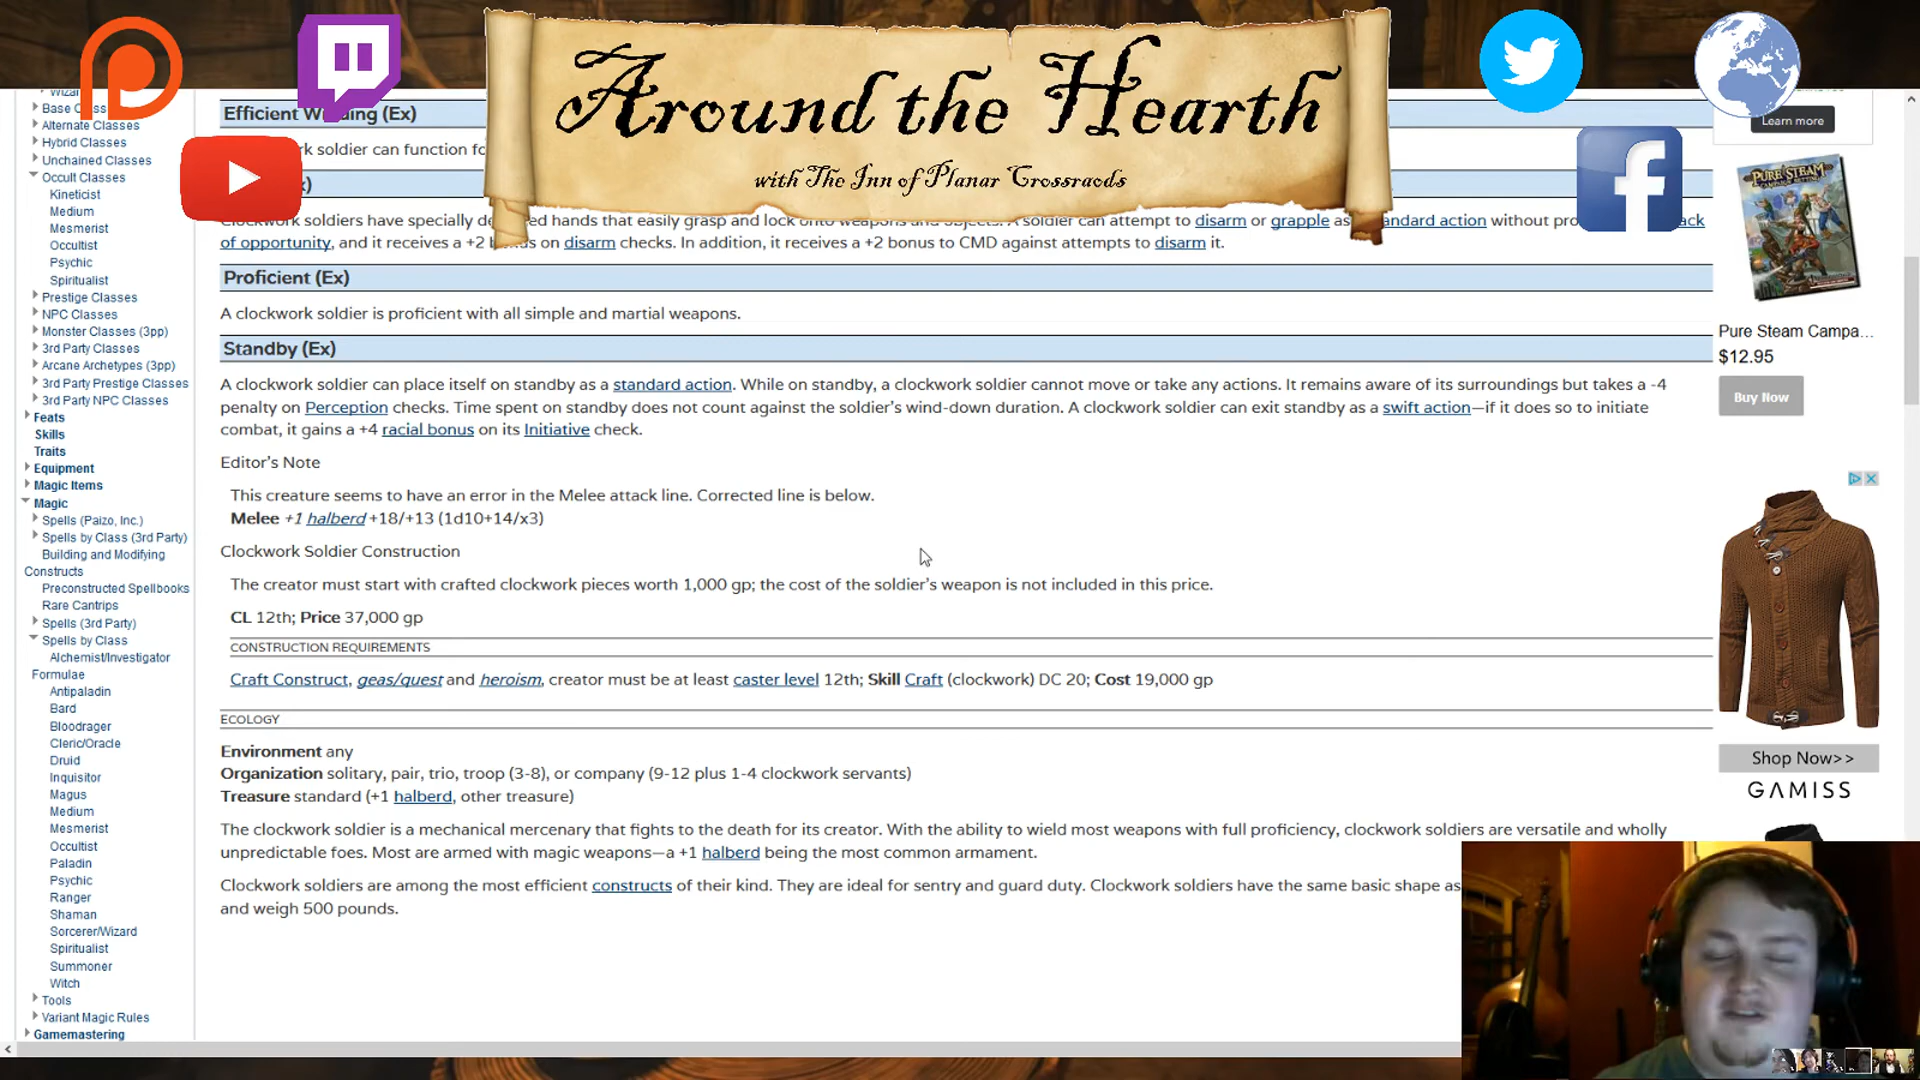 Around the Hearth
with The Inn of Planar Crossraods
Base
Alternate Classes
Hybrid Classes
Unchained Classes
Occult Classes
Kineticist
Medium
Mesmerist
Occultist
Psychic
Spiritualist
Prestige Classes
NPC Classes
Monster Classes (3pp)
3rd Party Classes
Arcane Archetypes (3pp)
3rd Party Prestige Classes
3rd Party NPC Classes
Feats
Skills
Traits
Equipment
Magic Items
Magic
Spells (Paizo, Inc.)
Spells by Class (3rd Party)
Building and Modifying
Constructs
Preconstructed Spellbooks
Rare Cantrips
Spells (3rd Party)
Spells by Class
Alchemist/Investigator
Formulae
Antipaladin
Bard
Bloodrager
Cleric/Oracle
Druid
Inquisitor
Magus
Medium
Mesmerist
Occultist
Paladin
Psychic
Ranger
Shaman
Sorcerer/Wizard
Spiritualist
Summoner
Witch
Tools
Variant Magic Rules
Gamemastering
Efficient (Ex)
soldier can function
Clockwork soldiers have specially hands that easily grasp and lock onto weapons and A soldier can attempt to disarm or grapple as standard action without
of opportunity, and it receives a +2 on disarm checks. In addition, it receives a +2 bonus to CMD against attempts to disarm it.
Proficient (Ex)
A clockwork soldier is proficient with all simple and martial weapons.
Standby (Ex)
A clockwork soldier can place itself on standby as a standard action. While on standby, a clockwork soldier cannot move or take any actions. It remains aware of its surroundings but takes a -4
penalty on Perception checks. Time spent on standby does not count against the soldier's wind-down duration. A clockwork soldier can exit standby as a swift action—if it does so to initiate
combat, it gains a +4 racial bonus on its Initiative check.
Editor's Note
This creature seems to have an error in the Melee attack line. Corrected line is below.
Melee +1 halberd +18/+13 (1d10+14/x3)
Clockwork Soldier Construction
The creator must start with crafted clockwork pieces worth 1,000 gp; the cost of the soldier's weapon is not included in this price.
CL 12th; Price 37,000 gp
CONSTRUCTION REQUIREMENTS
Craft Construct, geas/quest and heroism, creator must be at least caster level 12th; Skill Craft (clockwork) DC 20; Cost 19,000 gp
ECOLOGY
Environment any
Organization solitary, pair, trio, troop (3-8), or company (9-12 plus 1-4 clockwork servants)
Treasure standard (+1 halberd, other treasure)
The clockwork soldier is a mechanical mercenary that fights to the death for its creator. With the ability to wield most weapons with full proficiency, clockwork soldiers are versatile and wholly
unpredictable foes. Most are armed with magic weapons—a +1 halberd being the most common armament.
Clockwork soldiers are among the most efficient constructs of their kind. They are ideal for sentry and guard duty. Clockwork soldiers have the same basic shape as
and weigh 500 pounds.
Learn more
PURE STEAM
Pure Steam Campa...
$12.95
Buy Now
Shop Now>>
GAMISS